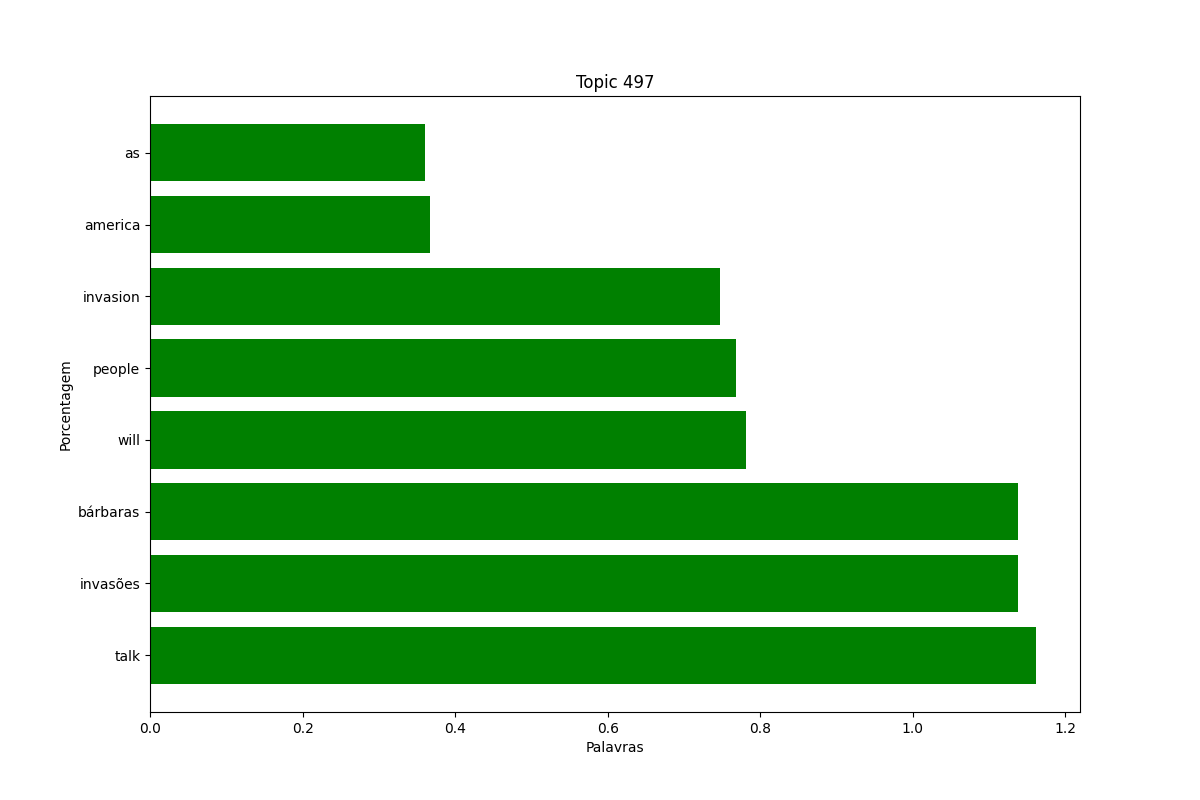 Topic 497
as
america
invasion
people
will
bárbaras
invasões
talk
Porcentagem
0.0 0.2 0.4 0.6 0.8 1.0 1.2
Palavras